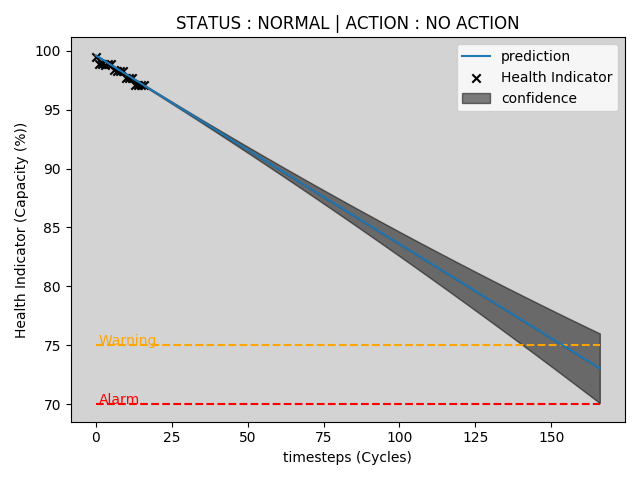 STATUS : NORMAL | ACTION : NO ACTION
prediction
Health Indicator
confidence
Health Indicator (Capacity (%))
100
95
90
85
80
75
70
Warning
Alarm
0
25
50
75
100
125
150
timesteps (Cycles)